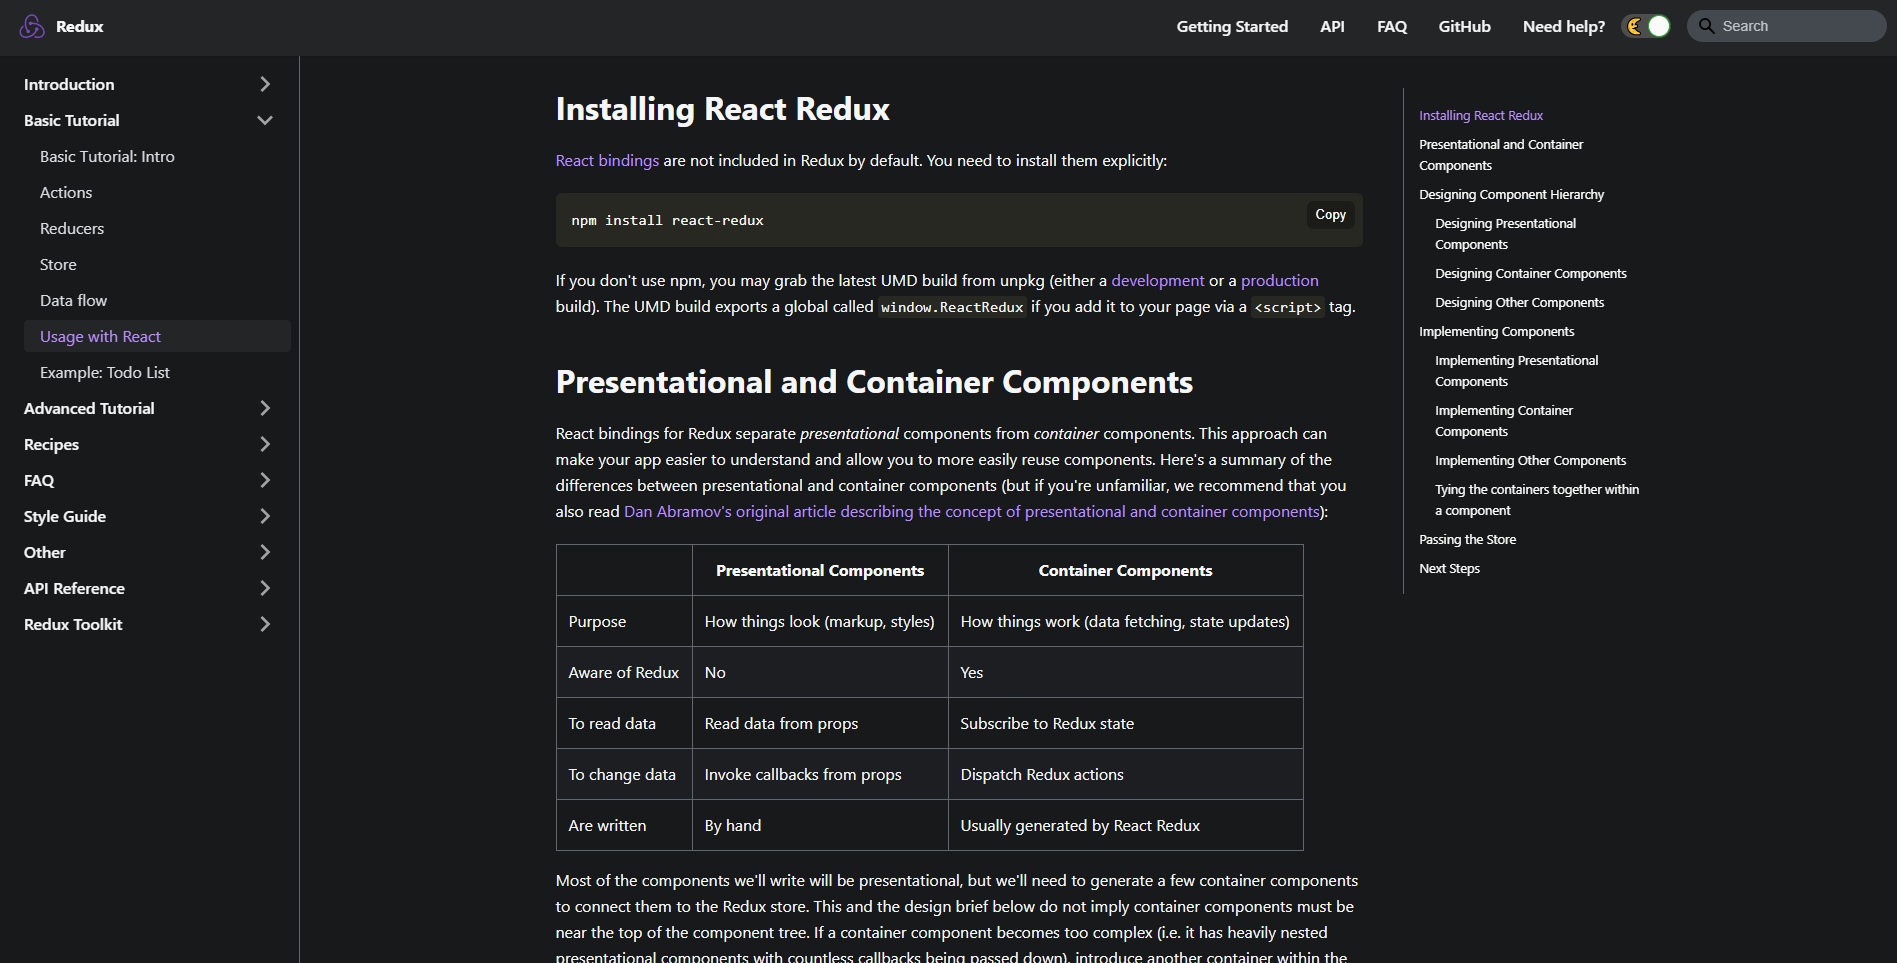 Redux
Getting Started
API
FAQ
GitHub
Need help?
Search
Introduction
Basic Tutorial
Basic Tutorial: Intro
Actions
Reducers
Store
Data flow
Usage with React
Example: Todo List
Advanced Tutorial
Recipes
FAQ
Style Guide
Other
API Reference
Redux Toolkit
Installing React Redux
React bindings are not included in Redux by default. You need to install them explicitly:
npm install react-redux
Copy
If you don't use npm, you may grab the latest UMD build from unpkg (either a development or a production
build). The UMD build exports a global called window.ReactRedux if you add it to your page via a <script> tag.
Presentational and Container Components
React bindings for Redux separate presentational components from container components. This approach can
make your app easier to understand and allow you to more easily reuse components. Here's a summary of the
differences between presentational and container components (but if you're unfamiliar, we recommend that you
also read Dan Abramov's original article describing the concept of presentational and container components):
Presentational Components Container Components
Purpose How things look (markup, styles) How things work (data fetching, state updates)
Aware of Redux No Yes
To read data Read data from props Subscribe to Redux state
To change data Invoke callbacks from props Dispatch Redux actions
Are written By hand Usually generated by React Redux
Most of the components we'll write will be presentational, but we'll need to generate a few container components
to connect them to the Redux store. This and the design brief below do not imply container components must be
near the top of the component tree. If a container component becomes too complex (i.e. it has heavily nested
presentational components with countless callbacks being passed down), introduce another container within the
Installing React Redux
Presentational and Container
Components
Designing Component Hierarchy
Designing Presentational
Components
Designing Container Components
Designing Other Components
Implementing Components
Implementing Presentational
Components
Implementing Container
Components
Implementing Other Components
Tying the containers together within
a component
Passing the Store
Next Steps